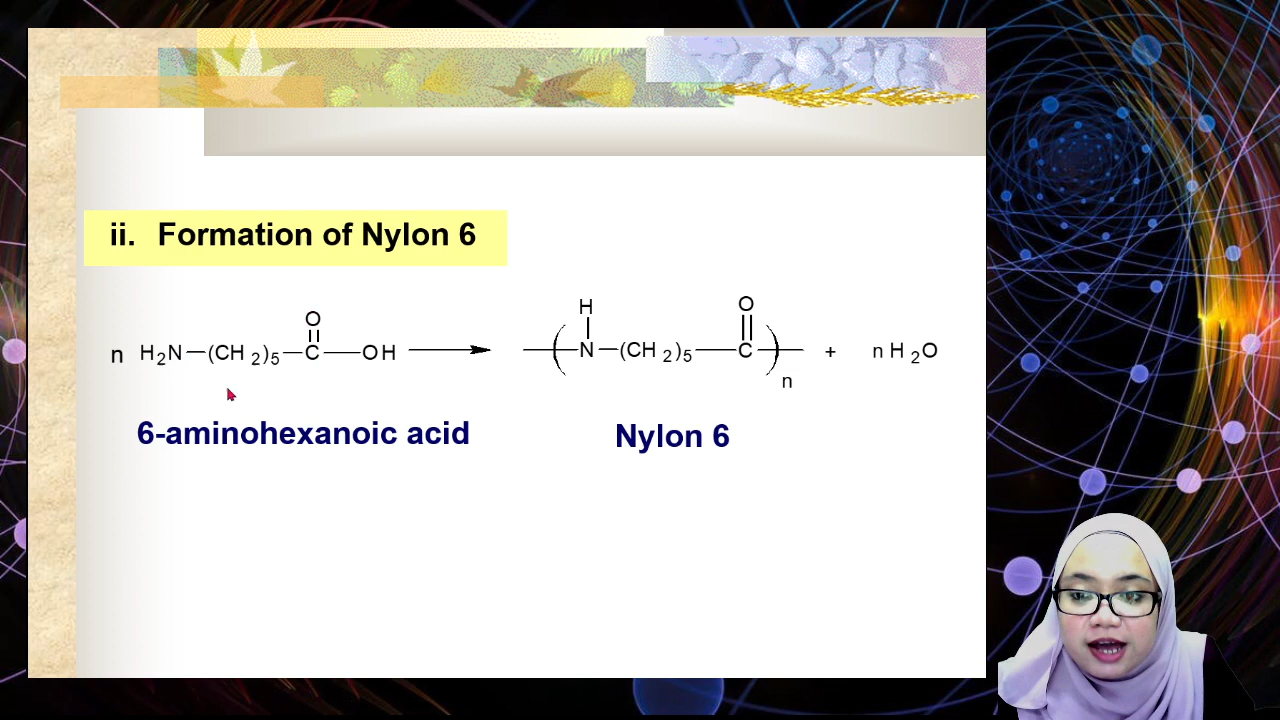 ii. Formation of Nylon 6
n H₂N—(CH₂)₅—C(=O)—OH ⟶ —(N(H)—(CH₂)₅—C(=O))—n + n H₂O
6-aminohexanoic acid
Nylon 6